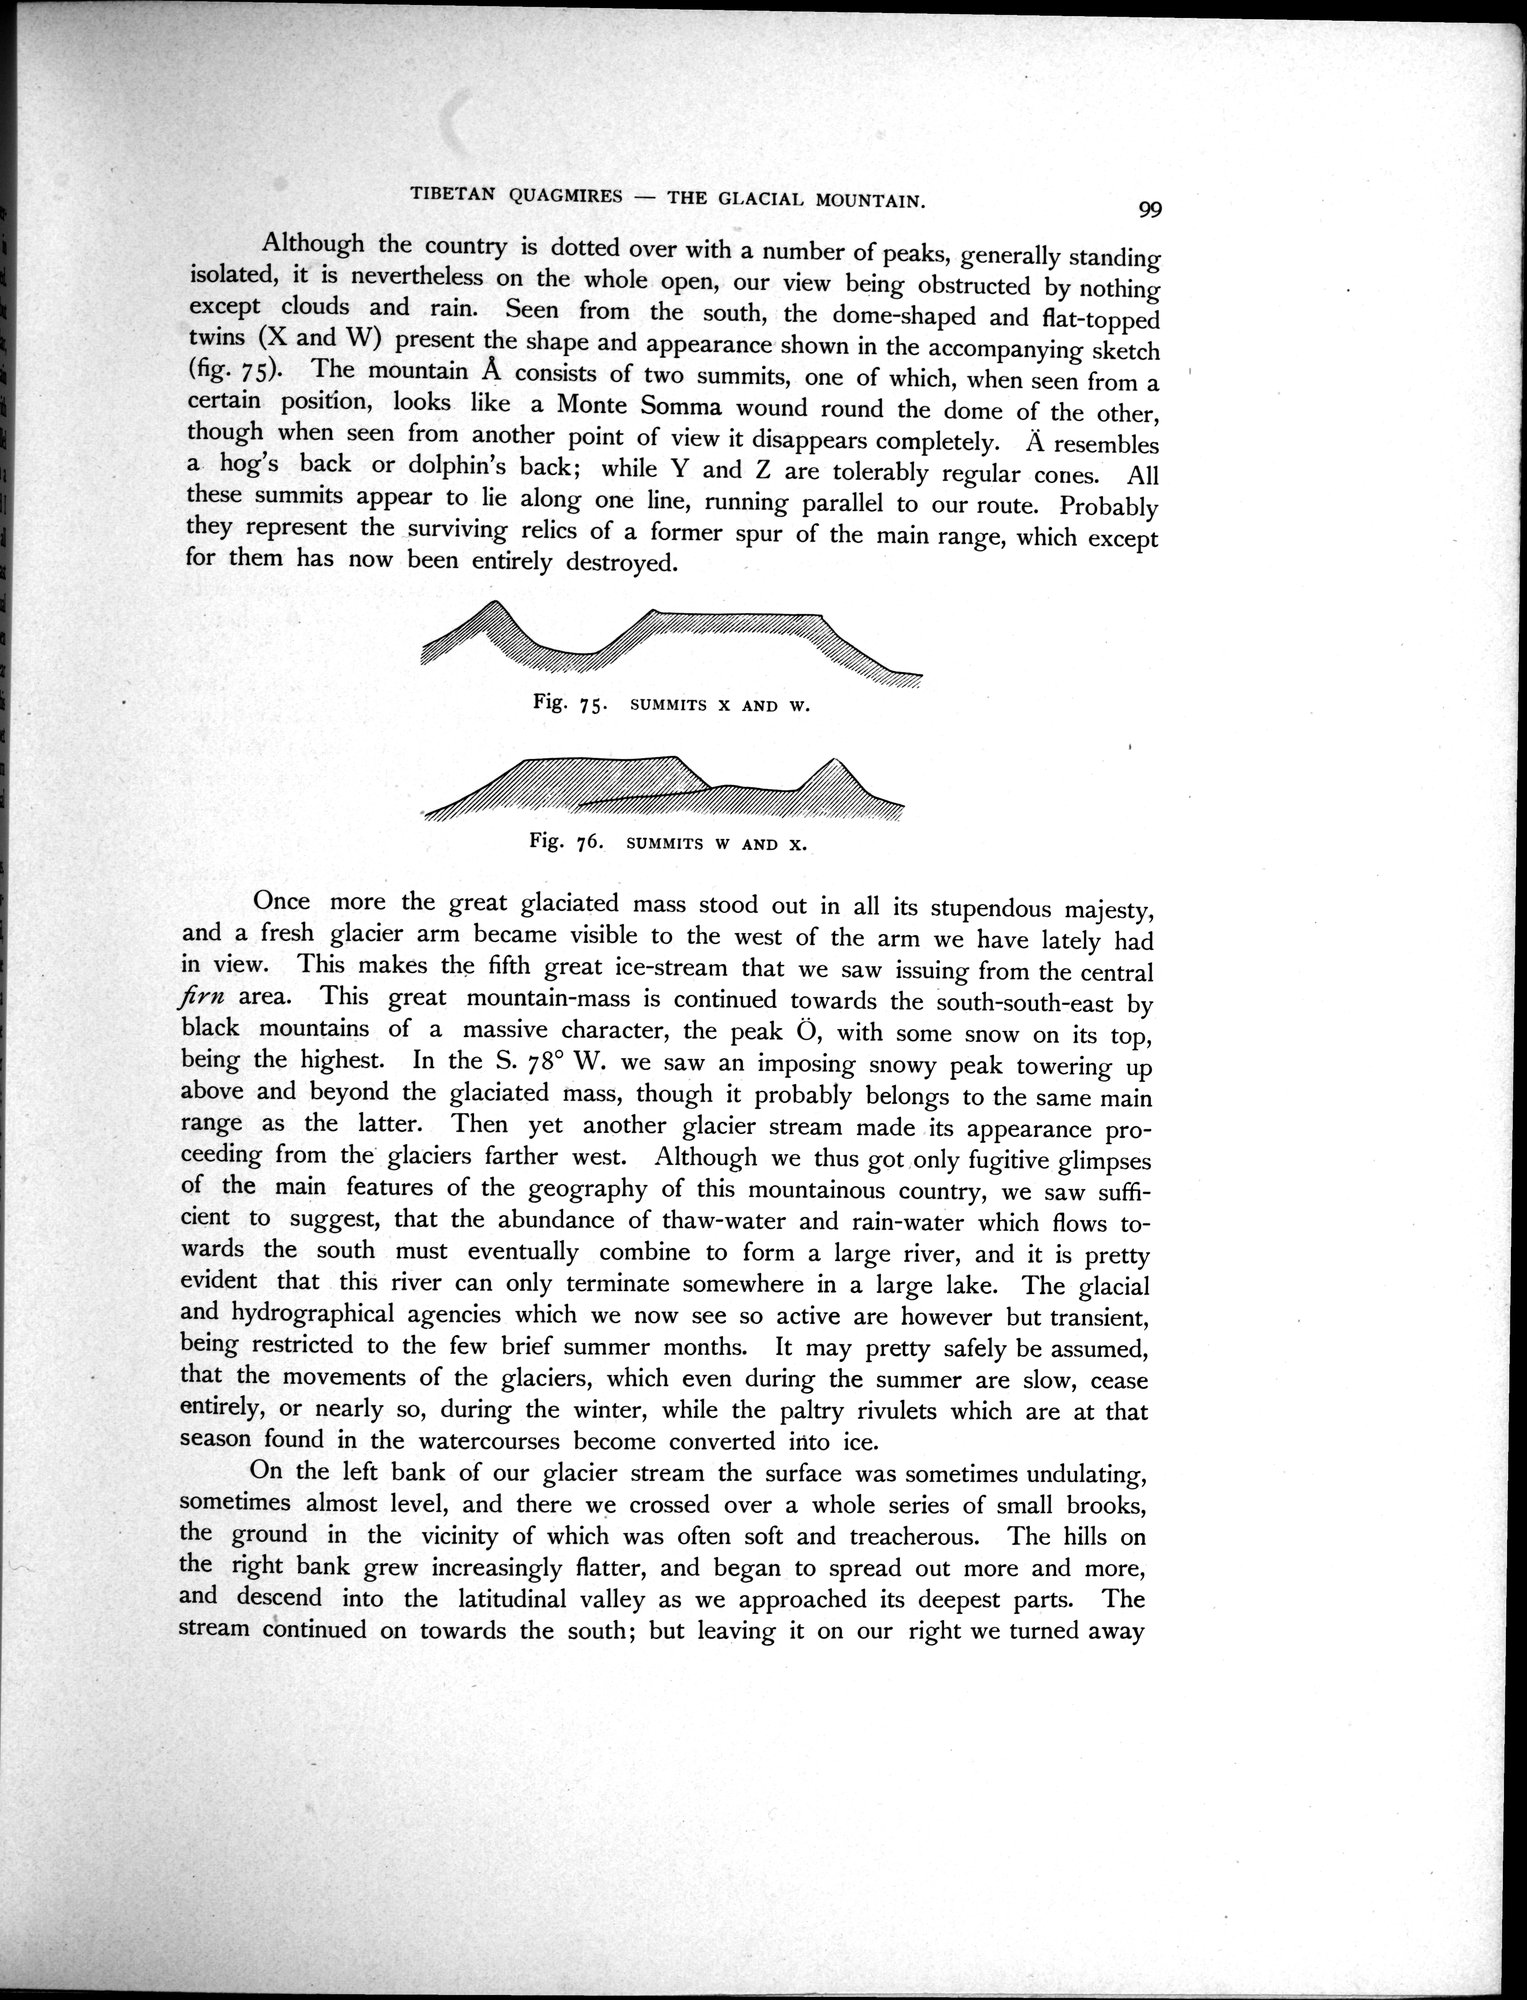 TIBETAN QUAGMIRES — THE GLACIAL MOUNTAIN.
99
Although the country is dotted over with a number of peaks, generally standing
isolated, it is nevertheless on the whole open, our view being obstructed by nothing
except clouds and rain. Seen from the south, the dome-shaped and flat-topped
twins (X and W) present the shape and appearance shown in the accompanying sketch
(fig. 75). The mountain Å consists of two summits, one of which, when seen from a
certain position, looks like a Monte Somma wound round the dome of the other,
though when seen from another point of view it disappears completely. Ä resembles
a hog's back or dolphin's back; while Y and Z are tolerably regular cones. All
these summits appear to lie along one line, running parallel to our route. Probably
they represent the surviving relics of a former spur of the main range, which except
for them has now been entirely destroyed.
Fig. 75. SUMMITS X AND W.
Fig. 76. SUMMITS W AND X.
Once more the great glaciated mass stood out in all its stupendous majesty,
and a fresh glacier arm became visible to the west of the arm we have lately had
in view. This makes the fifth great ice-stream that we saw issuing from the central
firn area. This great mountain-mass is continued towards the south-south-east by
black mountains of a massive character, the peak Ö, with some snow on its top,
being the highest. In the S. 78° W. we saw an imposing snowy peak towering up
above and beyond the glaciated mass, though it probably belongs to the same main
range as the latter. Then yet another glacier stream made its appearance pro-
ceeding from the glaciers farther west. Although we thus got only fugitive glimpses
of the main features of the geography of this mountainous country, we saw suffi-
cient to suggest, that the abundance of thaw-water and rain-water which flows to-
wards the south must eventually combine to form a large river, and it is pretty
evident that this river can only terminate somewhere in a large lake. The glacial
and hydrographical agencies which we now see so active are however but transient,
being restricted to the few brief summer months. It may pretty safely be assumed,
that the movements of the glaciers, which even during the summer are slow, cease
entirely, or nearly so, during the winter, while the paltry rivulets which are at that
season found in the watercourses become converted into ice.
On the left bank of our glacier stream the surface was sometimes undulating,
sometimes almost level, and there we crossed over a whole series of small brooks,
the ground in the vicinity of which was often soft and treacherous. The hills on
the right bank grew increasingly flatter, and began to spread out more and more,
and descend into the latitudinal valley as we approached its deepest parts. The
stream continued on towards the south; but leaving it on our right we turned away